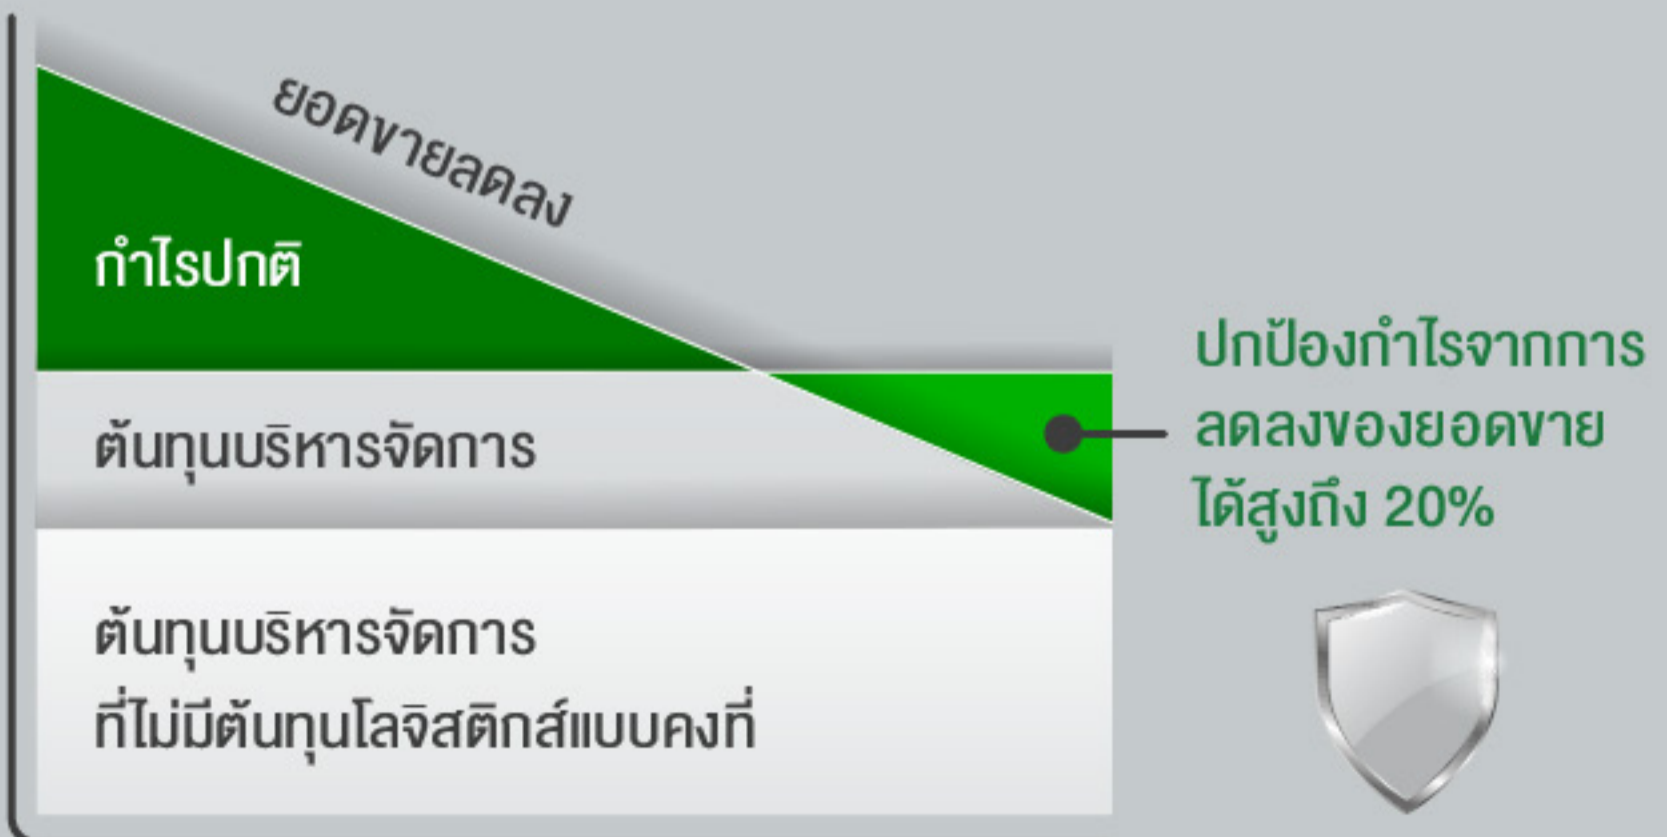 ยอดขายลดลง
กำไรปกติ
ต้นทุนบริหารจัดการ
ปกป้องกำไรจากการ
ลดลงของยอดขาย
ได้สูงถึง 20%
ต้นทุนบริหารจัดการ
ที่ไม่มีต้นทุนโลจิสติกส์แบบคงที่